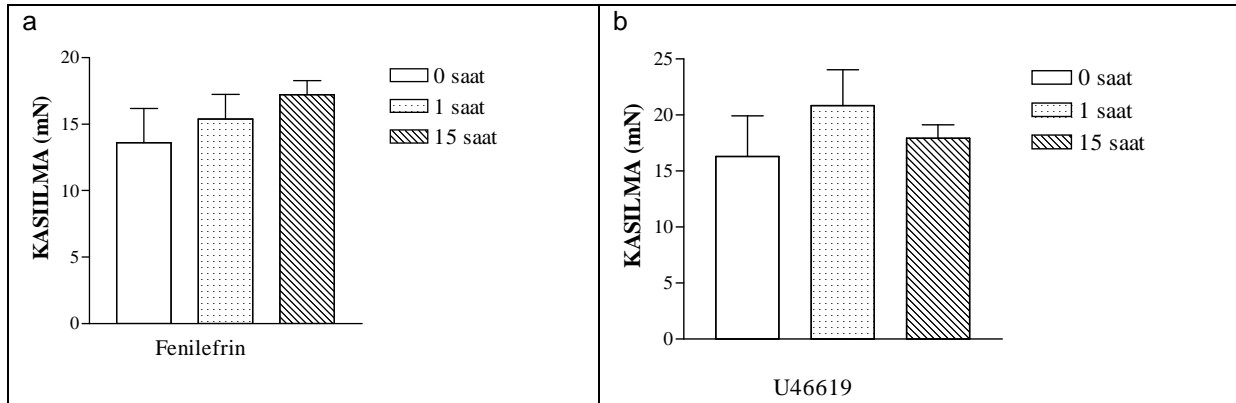 a
KASIILMA (mN)
20
15
10
5
0
Fenilefrin
0 saat
1 saat
15 saat
b
KASILMA (mN)
25
20
15
10
5
0
U46619
0 saat
1 saat
15 saat